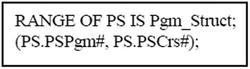 RANGE OF PS IS Pgm_Struct;
(PS.PSPgm#, PS.PSCrs#);